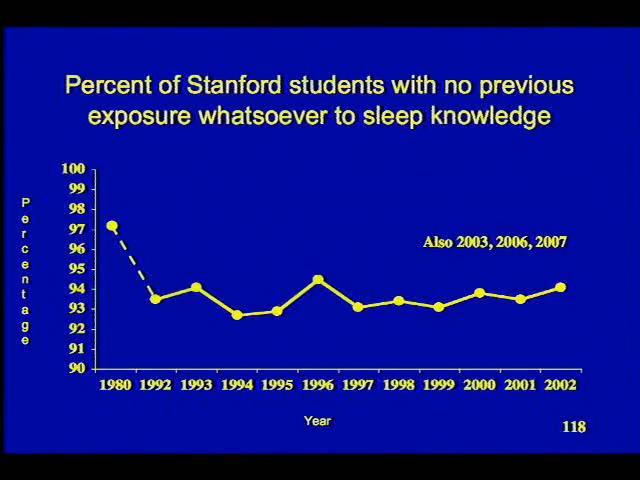 Percent of Stanford students with no previous
exposure whatsoever to sleep knowledge
Percentage
100
99
98
97
96
95
94
93
92
91
90
Also 2003, 2006, 2007
1980 1992 1993 1994 1995 1996 1997 1998 1999 2000 2001 2002
Year
118